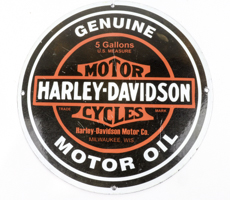 GENUINE
5 Gallons
U.S. MEASURE
MOTOR
HARLEY-DAVIDSON
TRADE MARK
CYCLES
Harley-Davidson Motor Co.
MILWAUKEE, WIS.
MOTOR OIL